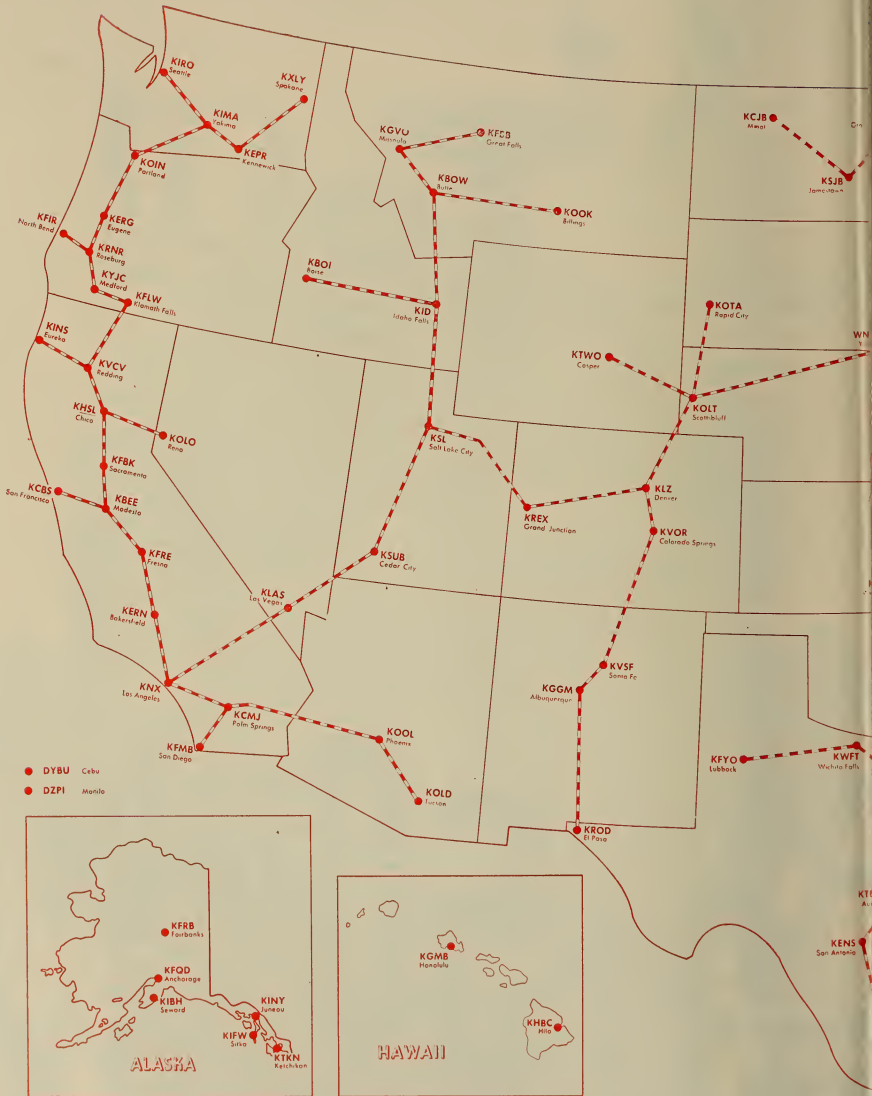 KIRO
Seattle
KXLY
Spokane
KIMA
Yakima
KEPR
Kennewick
KOIN
Portland
KERG
Eugene
KFIR
North Bend
KRNR
Roseburg
KYJC
Medford
KFLW
Klamath Falls
KINS
Eureka
KVCV
Redding
KHSL
Chico
KOLO
Reno
KFBK
Sacramento
KCBS
San Francisco
KBEE
Modesto
KFRE
Fresno
KERN
Bakersfield
KLAS
Las Vegas
KNX
Los Angeles
KCMJ
Palm Springs
KFMB
San Diego
KOOL
Phoenix
KOLD
Tucson
KGVO
Missoula
KFBB
Great Falls
KBOW
Butte
KOOK
Billings
KBOI
Boise
KID
Idaho Falls
KSL
Salt Lake City
KSUB
Cedar City
KREX
Grand Junction
KLZ
Denver
KVOR
Colorado Springs
KTWO
Casper
KOTA
Rapid City
KOLT
Scottsbluff
WN
KCJB
Minot
KSJB
Jamestown
KVSF
Santa Fe
KGGM
Albuquerque
KROD
El Paso
KFYO
Lubbock
KWFT
Wichita Falls
KENS
San Antonio
DYBU Cebu
DZPI Manila
KFRB
Fairbanks
KFQD
Anchorage
KIBH
Seward
KINY
Juneau
KIFW
Sitka
KTKN
Ketchikan
ALASKA
KGMB
Honolulu
KHBC
Hilo
HAWAII